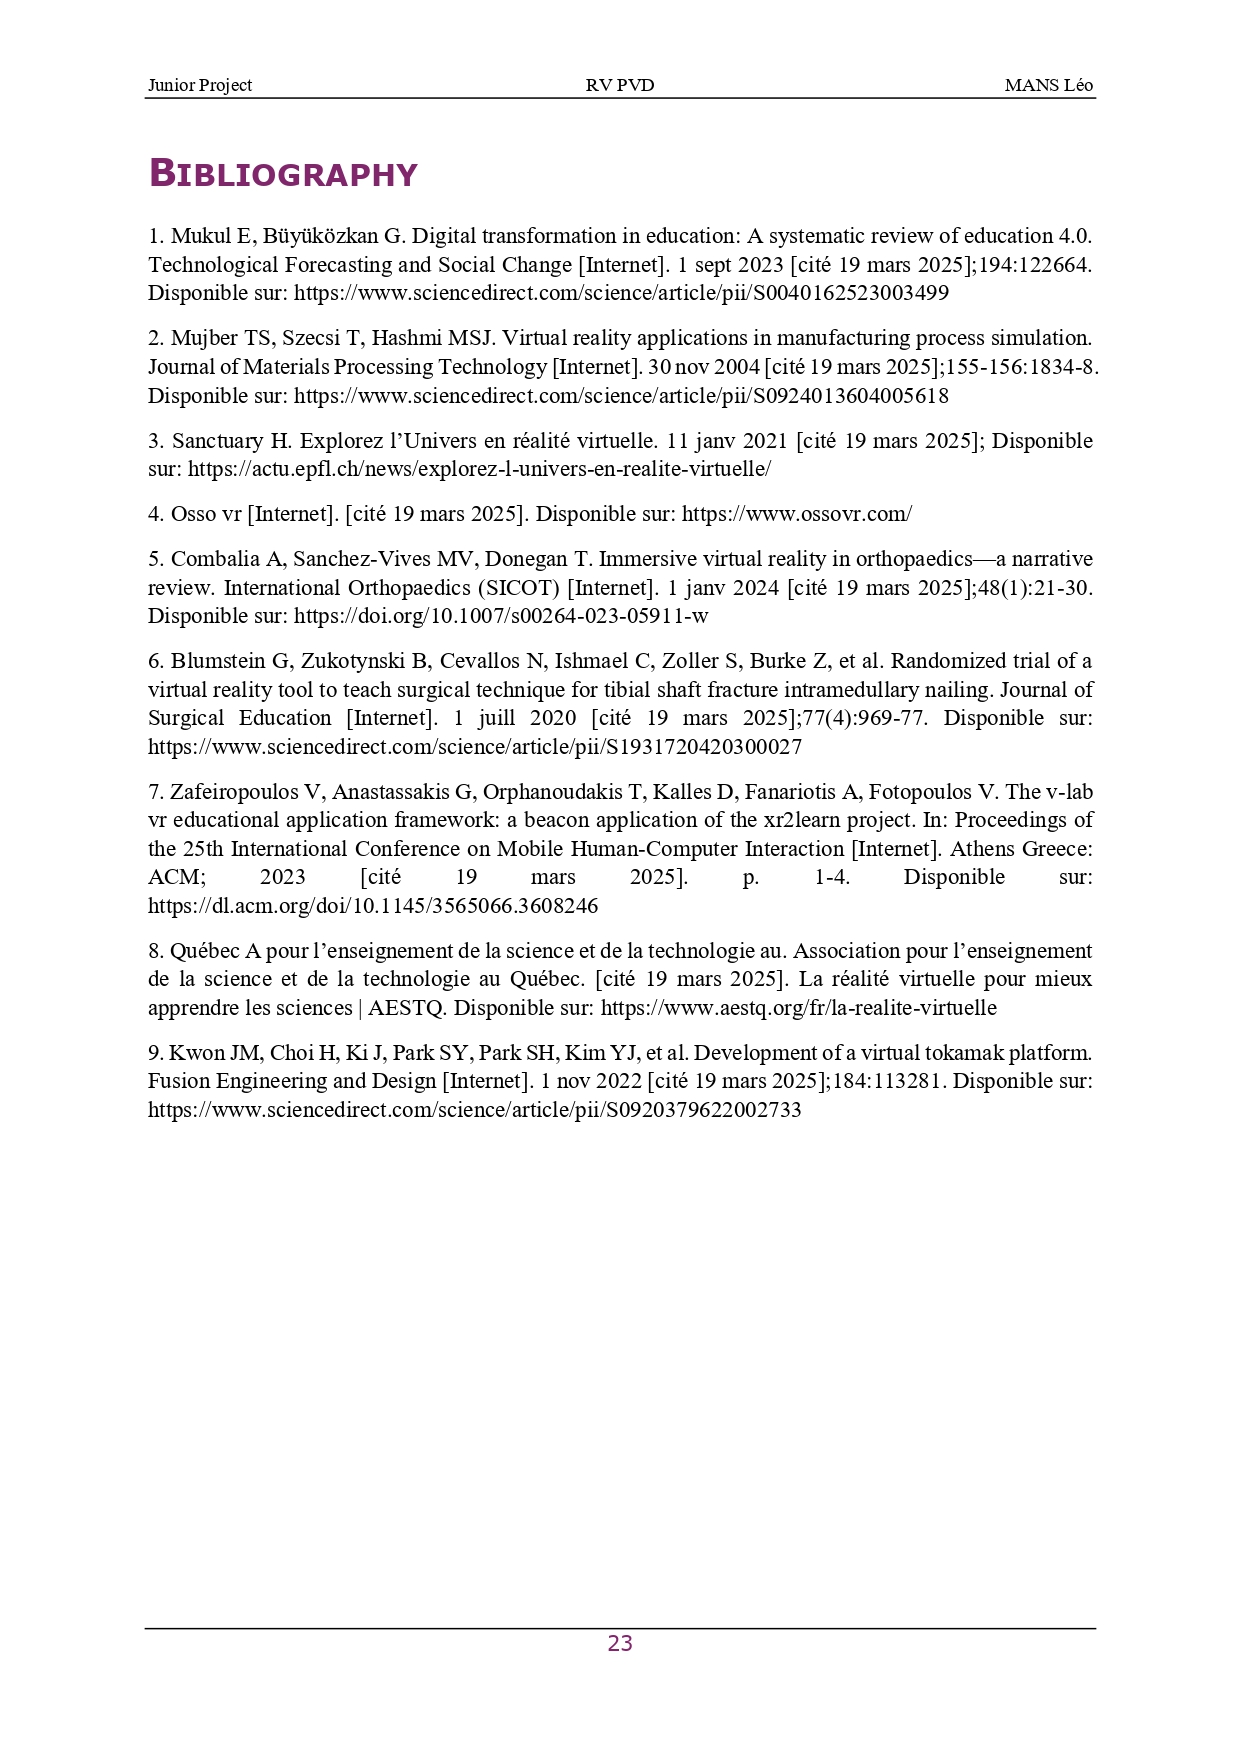 Junior Project RV PVD MANS Léo
BIBLIOGRAPHY
1. Mukul E, Büyüközkan G. Digital transformation in education: A systematic review of education 4.0.
Technological Forecasting and Social Change [Internet]. 1 sept 2023 [cité 19 mars 2025];194:122664.
Disponible sur: https://www.sciencedirect.com/science/article/pii/S0040162523003499
2. Mujber TS, Szecsi T, Hashmi MSJ. Virtual reality applications in manufacturing process simulation.
Journal of Materials Processing Technology [Internet]. 30 nov 2004 [cité 19 mars 2025];155-156:1834-8.
Disponible sur: https://www.sciencedirect.com/science/article/pii/S0924013604005618
3. Sanctuary H. Explorez l’Univers en réalité virtuelle. 11 janv 2021 [cité 19 mars 2025]; Disponible
sur: https://actu.epfl.ch/news/explorez-l-univers-en-realite-virtuelle/
4. Osso vr [Internet]. [cité 19 mars 2025]. Disponible sur: https://www.ossovr.com/
5. Combalia A, Sanchez-Vives MV, Donegan T. Immersive virtual reality in orthopaedics—a narrative
review. International Orthopaedics (SICOT) [Internet]. 1 janv 2024 [cité 19 mars 2025];48(1):21-30.
Disponible sur: https://doi.org/10.1007/s00264-023-05911-w
6. Blumstein G, Zukotynski B, Cevallos N, Ishmael C, Zoller S, Burke Z, et al. Randomized trial of a
virtual reality tool to teach surgical technique for tibial shaft fracture intramedullary nailing. Journal of
Surgical Education [Internet]. 1 juill 2020 [cité 19 mars 2025];77(4):969-77. Disponible sur:
https://www.sciencedirect.com/science/article/pii/S1931720420300027
7. Zafeiropoulos V, Anastassakis G, Orphanoudakis T, Kalles D, Fanariotis A, Fotopoulos V. The v-lab
vr educational application framework: a beacon application of the xr2learn project. In: Proceedings of
the 25th International Conference on Mobile Human-Computer Interaction [Internet]. Athens Greece:
ACM; 2023 [cité 19 mars 2025]. p. 1-4. Disponible sur:
https://dl.acm.org/doi/10.1145/3565066.3608246
8. Québec A pour l’enseignement de la science et de la technologie au. Association pour l’enseignement
de la science et de la technologie au Québec. [cité 19 mars 2025]. La réalité virtuelle pour mieux
apprendre les sciences | AESTQ. Disponible sur: https://www.aestq.org/fr/la-realite-virtuelle
9. Kwon JM, Choi H, Ki J, Park SY, Park SH, Kim YJ, et al. Development of a virtual tokamak platform.
Fusion Engineering and Design [Internet]. 1 nov 2022 [cité 19 mars 2025];184:113281. Disponible sur:
https://www.sciencedirect.com/science/article/pii/S0920379622002733
23